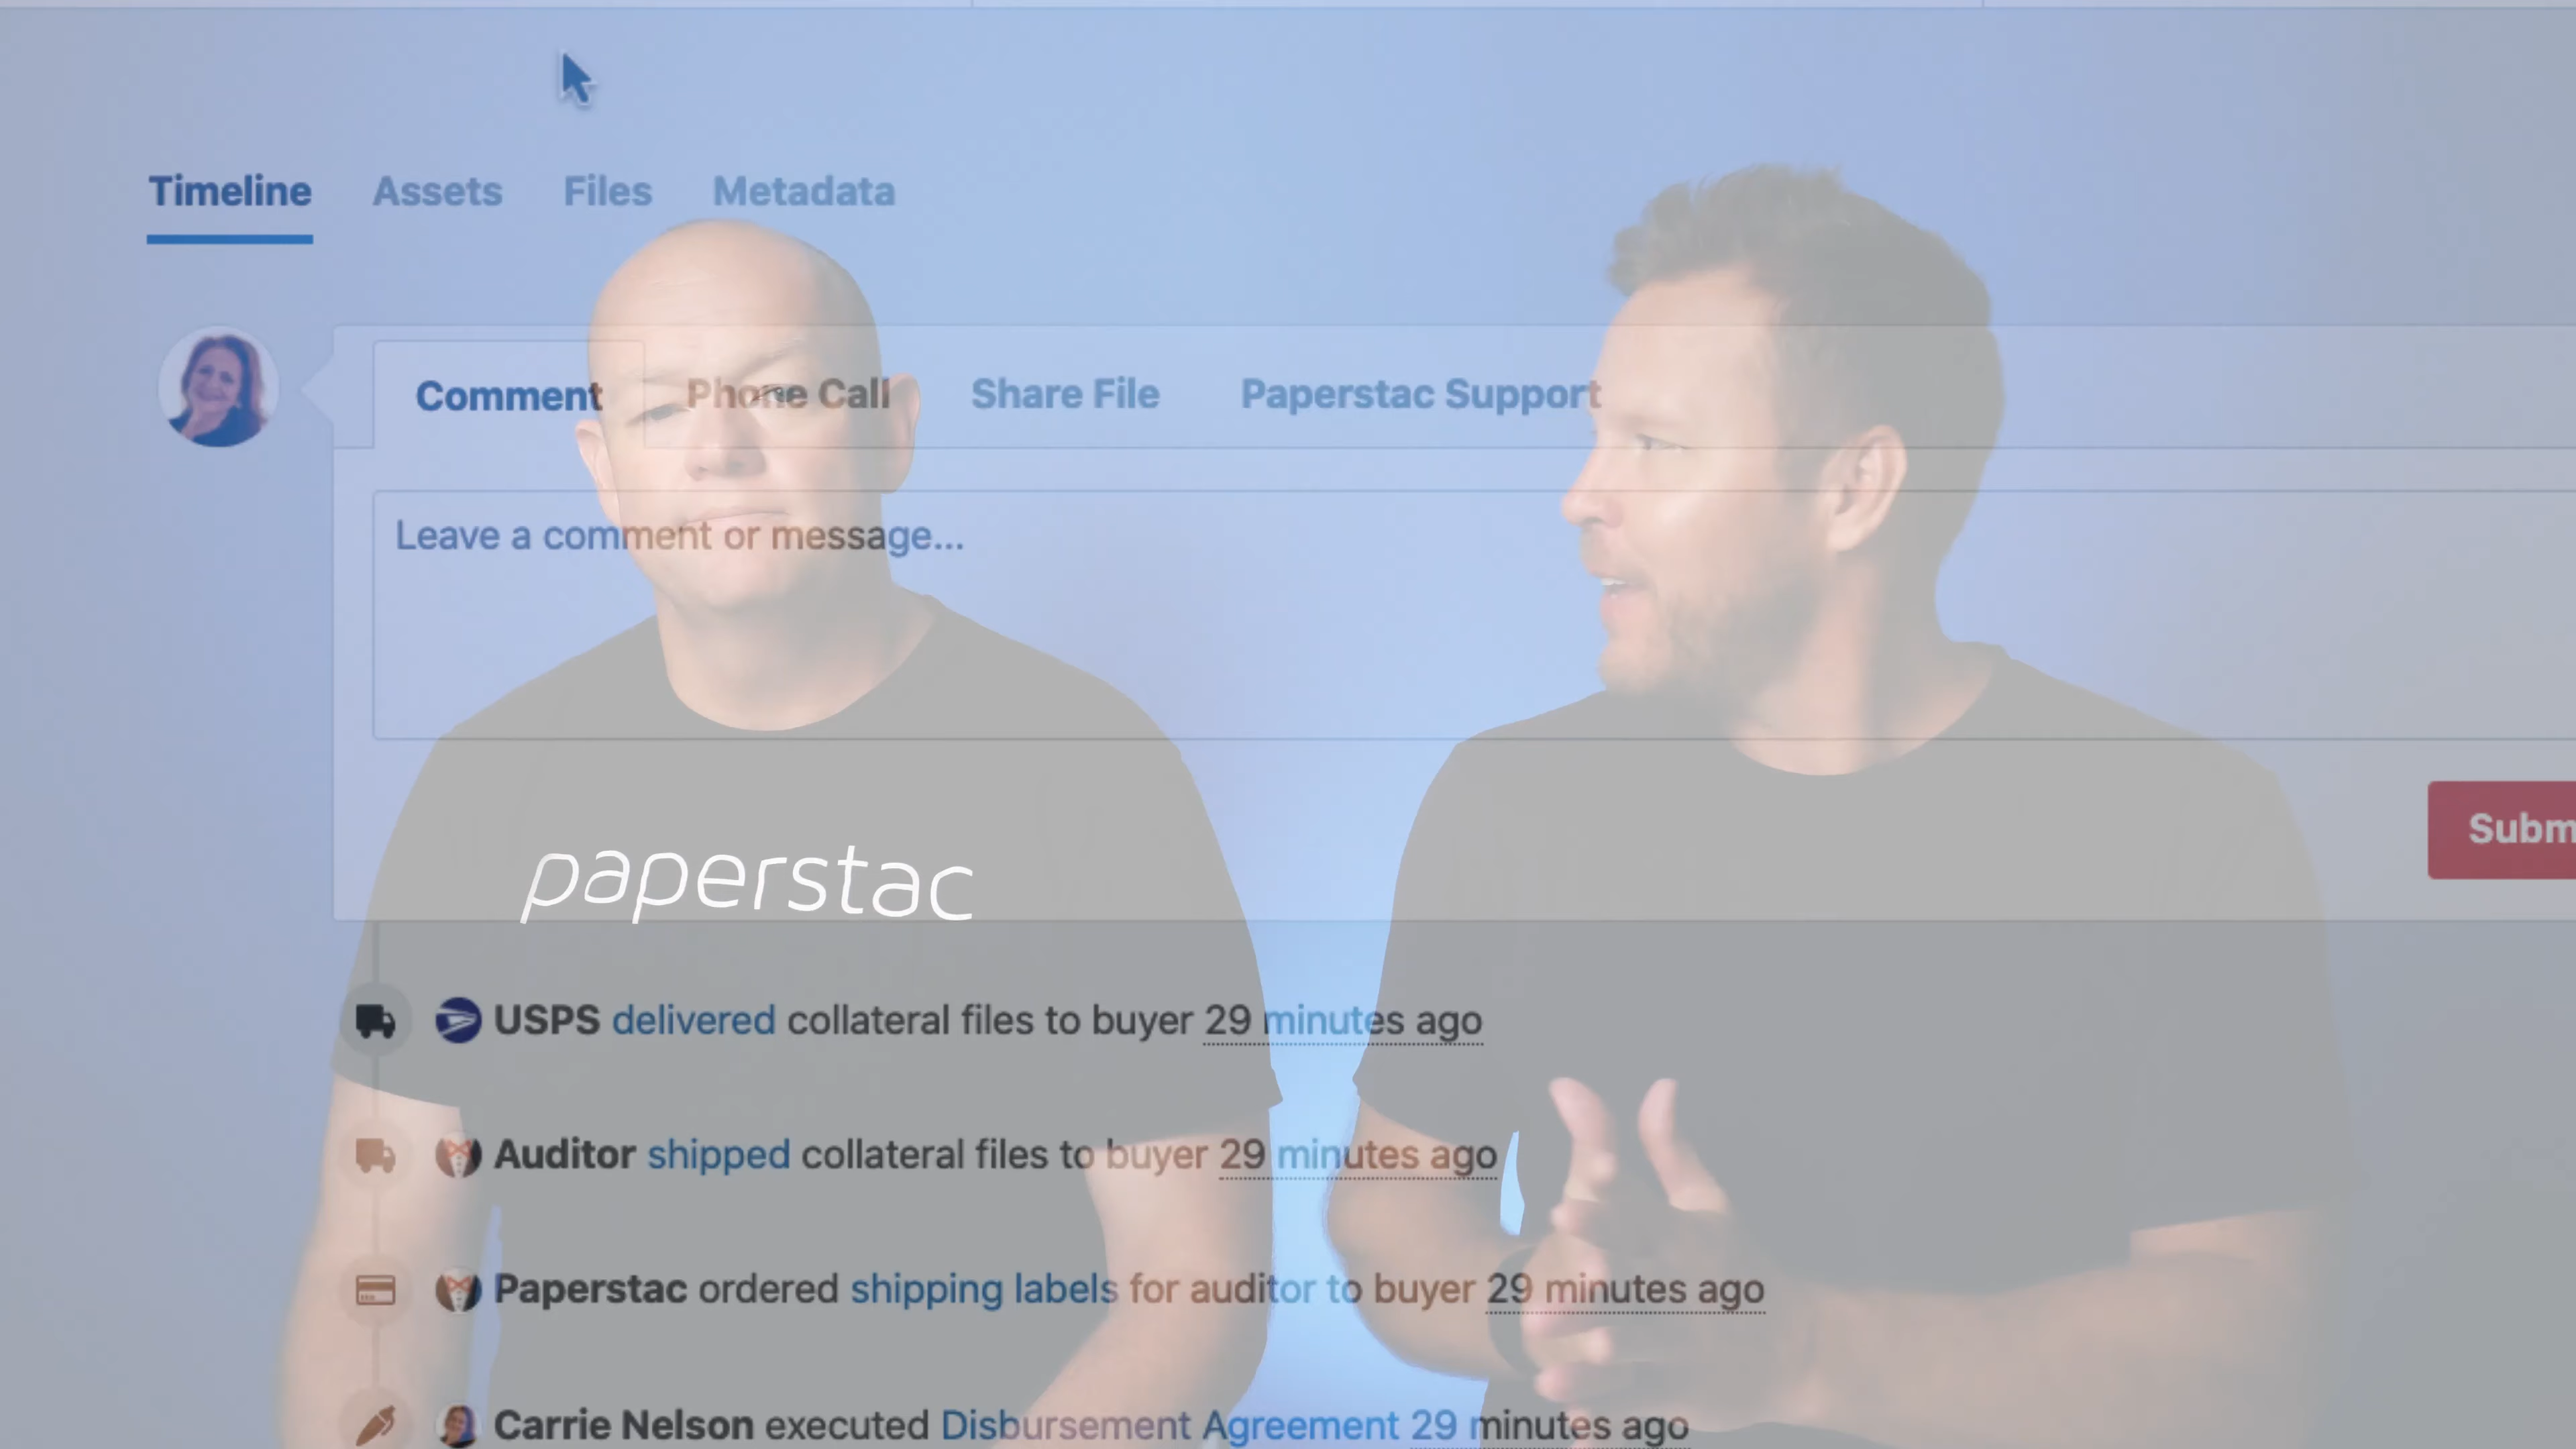 Timeline Assets Files Metadata
Comment Phone Call Share File Paperstac Support
Leave a comment or message...
Subm
paperstac
USPS delivered collateral files to buyer 29 minutes ago
Auditor shipped collateral files to buyer 29 minutes ago
Paperstac ordered shipping labels for auditor to buyer 29 minutes ago
Carrie Nelson executed Disbursement Agreement 29 minutes ago